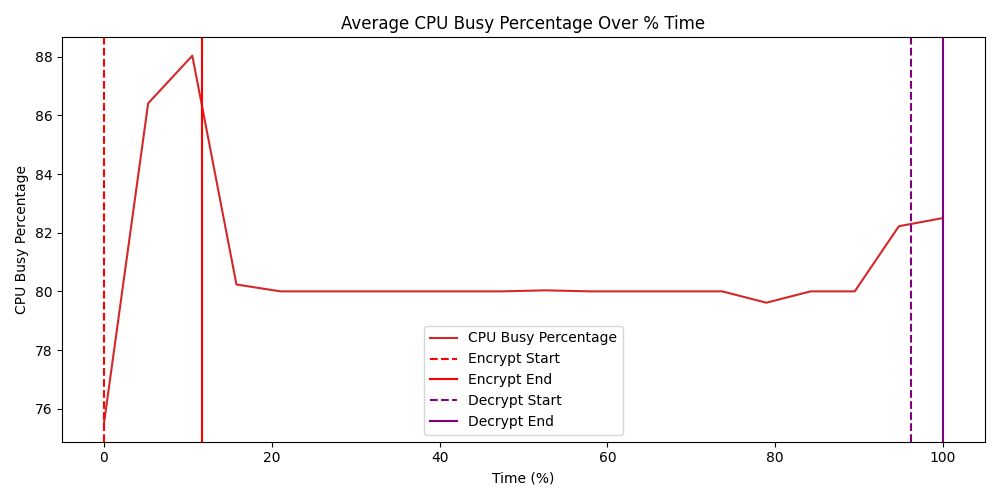 Average CPU Busy Percentage Over % Time
CPU Busy Percentage
88
86
84
82
80
78
76
CPU Busy Percentage
Encrypt Start
Encrypt End
Decrypt Start
Decrypt End
0 20 40 60 80 100
Time (%)